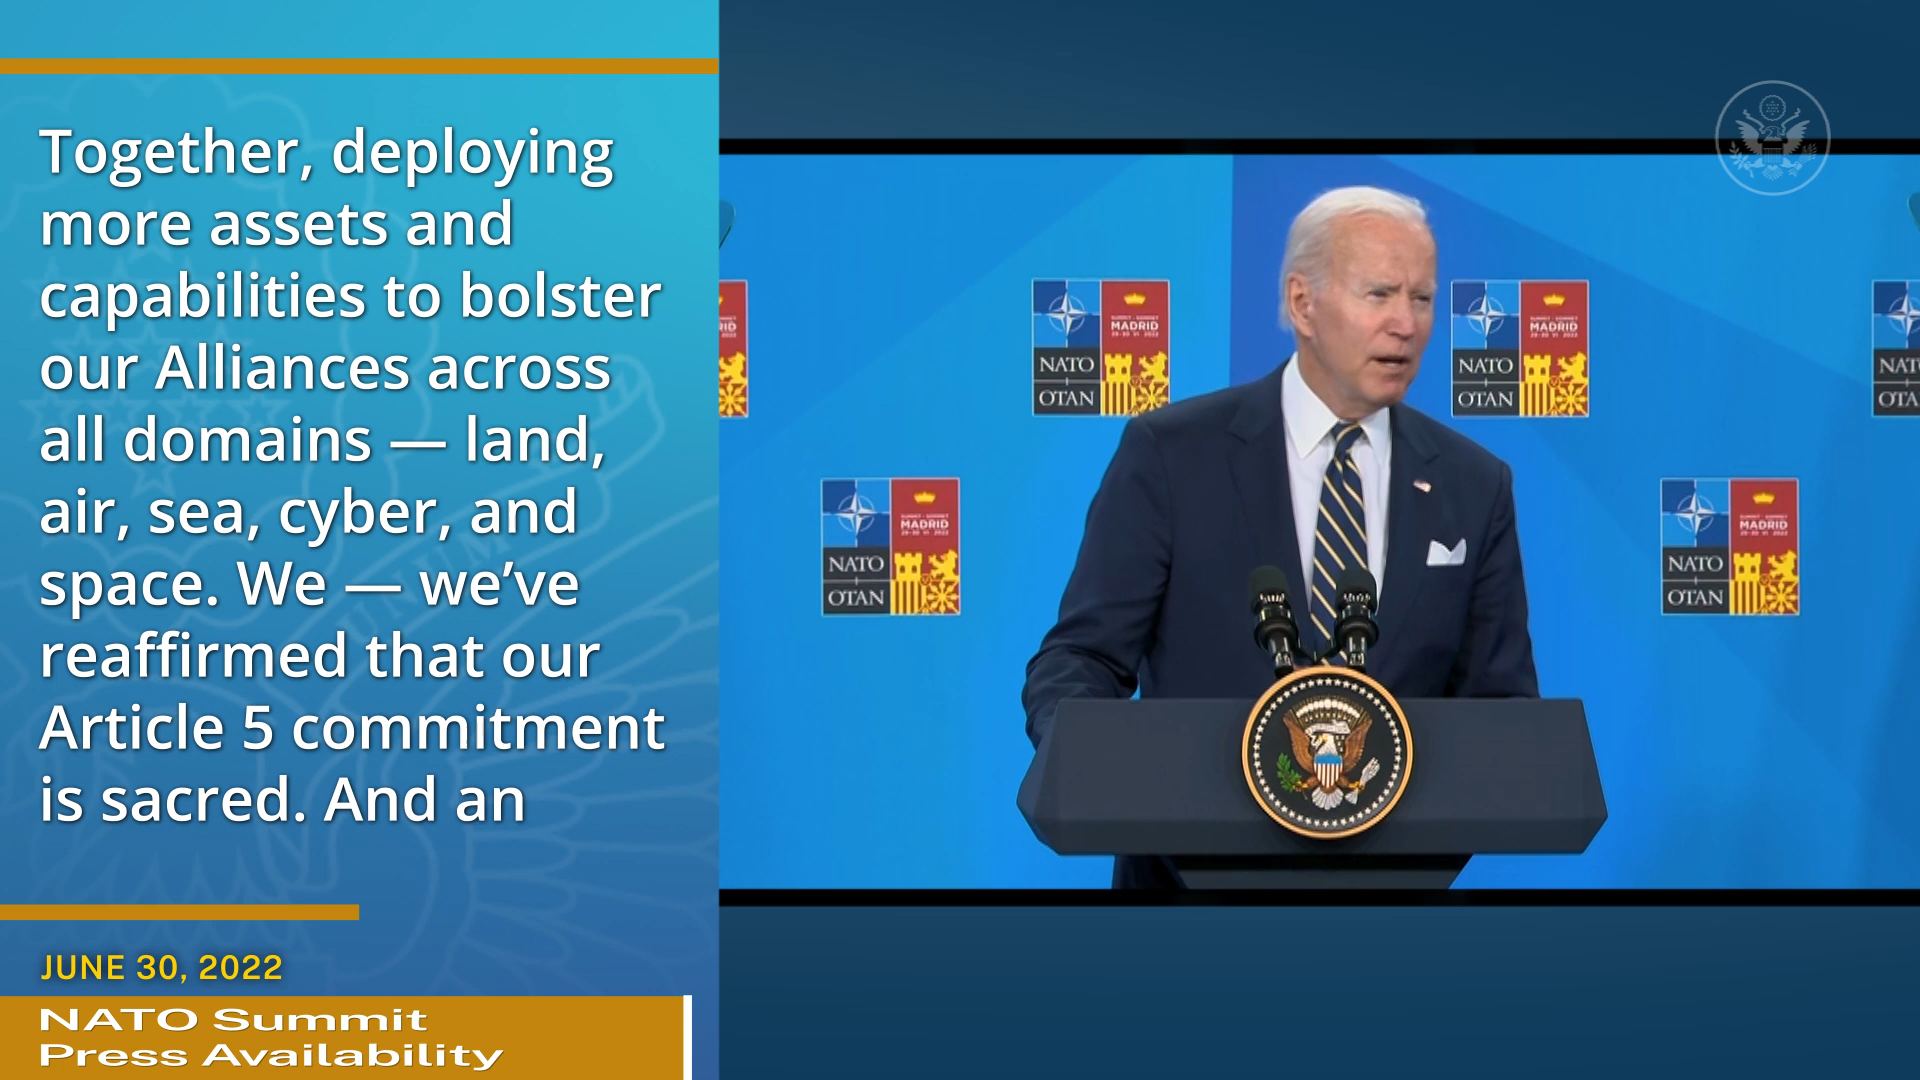 Together, deploying
more assets and
capabilities to bolster
our Alliances across
all domains — land,
air, sea, cyber, and
space. We — we’ve
reaffirmed that our
Article 5 commitment
is sacred. And an
JUNE 30, 2022
NATO Summit
Press Availability
MADRID
NATO
OTAN
MADRID
NATO
OTAN
MADRID
NATO
OTAN
MADRID
NATO
OTAN